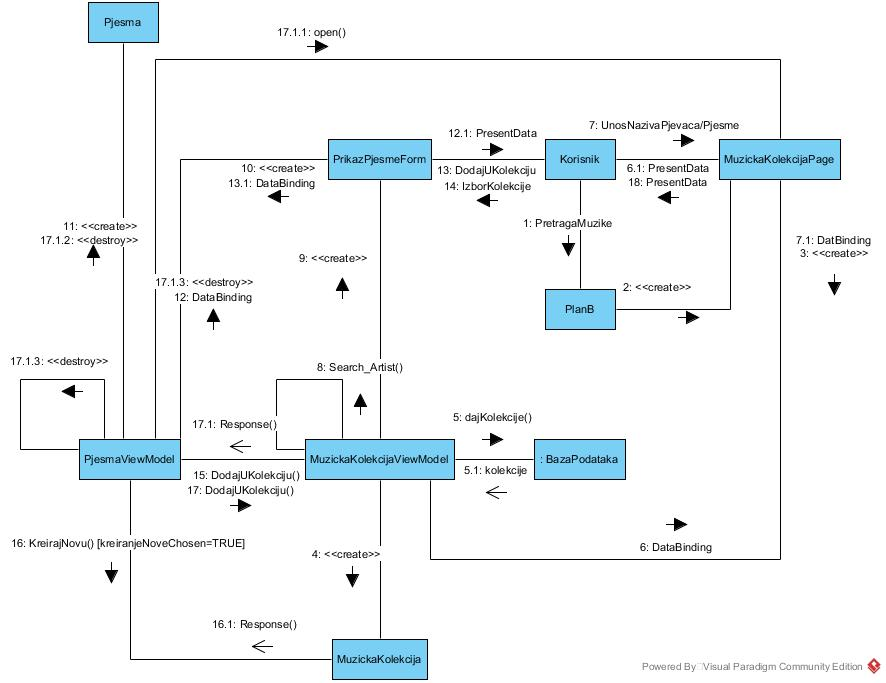 Pjesma
17.1.1: open()
12.1: PresentData
7: UnosNazivaPjevaca/Pjesme
PrikazPjesmeForm
Korisnik
MuzickaKolekcijaPage
10: <<create>>
13.1: DataBinding
13: DodajUKolekciju
14: IzborKolekcije
6.1: PresentData
18: PresentData
11: <<create>>
17.1.2: <<destroy>>
1: PretragaMuzike
7.1: DatBinding
3: <<create>>
9: <<create>>
17.1.3: <<destroy>>
12: DataBinding
2: <<create>>
PlanB
17.1.3: <<destroy>>
8: Search_Artist()
17.1: Response()
5: dajKolekcije()
PjesmaViewModel
MuzickaKolekcijaViewModel
: BazaPodataka
15: DodajUKolekciju()
17: DodajUKolekciju()
5.1: kolekcije
16: KreirajNovu() [kreiranjeNoveChosen=TRUE]
4: <<create>>
6: DataBinding
16.1: Response()
MuzickaKolekcija
Powered By Visual Paradigm Community Edition